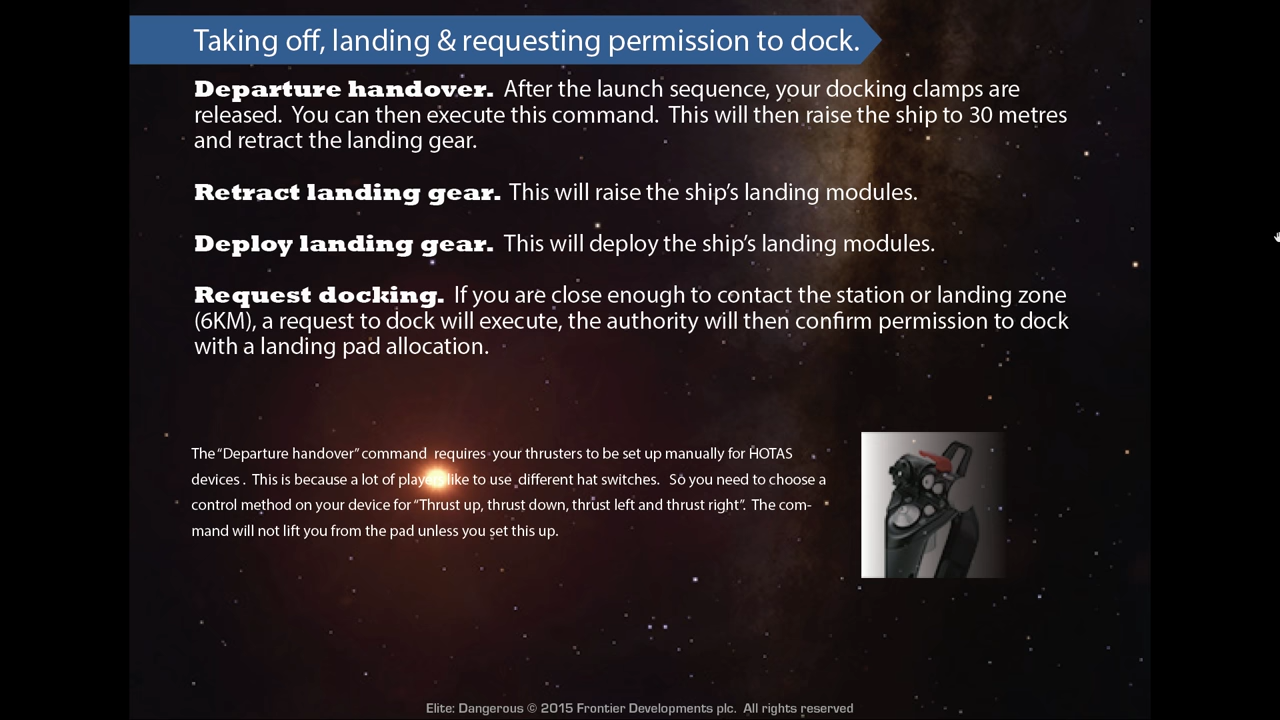 Taking off, landing & requesting permission to dock.
Departure handover. After the launch sequence, your docking clamps are
released. You can then execute this command. This will then raise the ship to 30 metres
and retract the landing gear.
Retract landing gear. This will raise the ship's landing modules.
Deploy landing gear. This will deploy the ship's landing modules.
Request docking. If you are close enough to contact the station or landing zone
(6KM), a request to dock will execute, the authority will then confirm permission to dock
with a landing pad allocation.
The “Departure handover” command requires your thrusters to be set up manually for HOTAS
devices . This is because a lot of players like to use different hat switches. So you need to choose a
control method on your device for “Thrust up, thrust down, thrust left and thrust right”. The com-
mand will not lift you from the pad unless you set this up.
Elite: Dangerous © 2015 Frontier Developments plc. All rights reserved